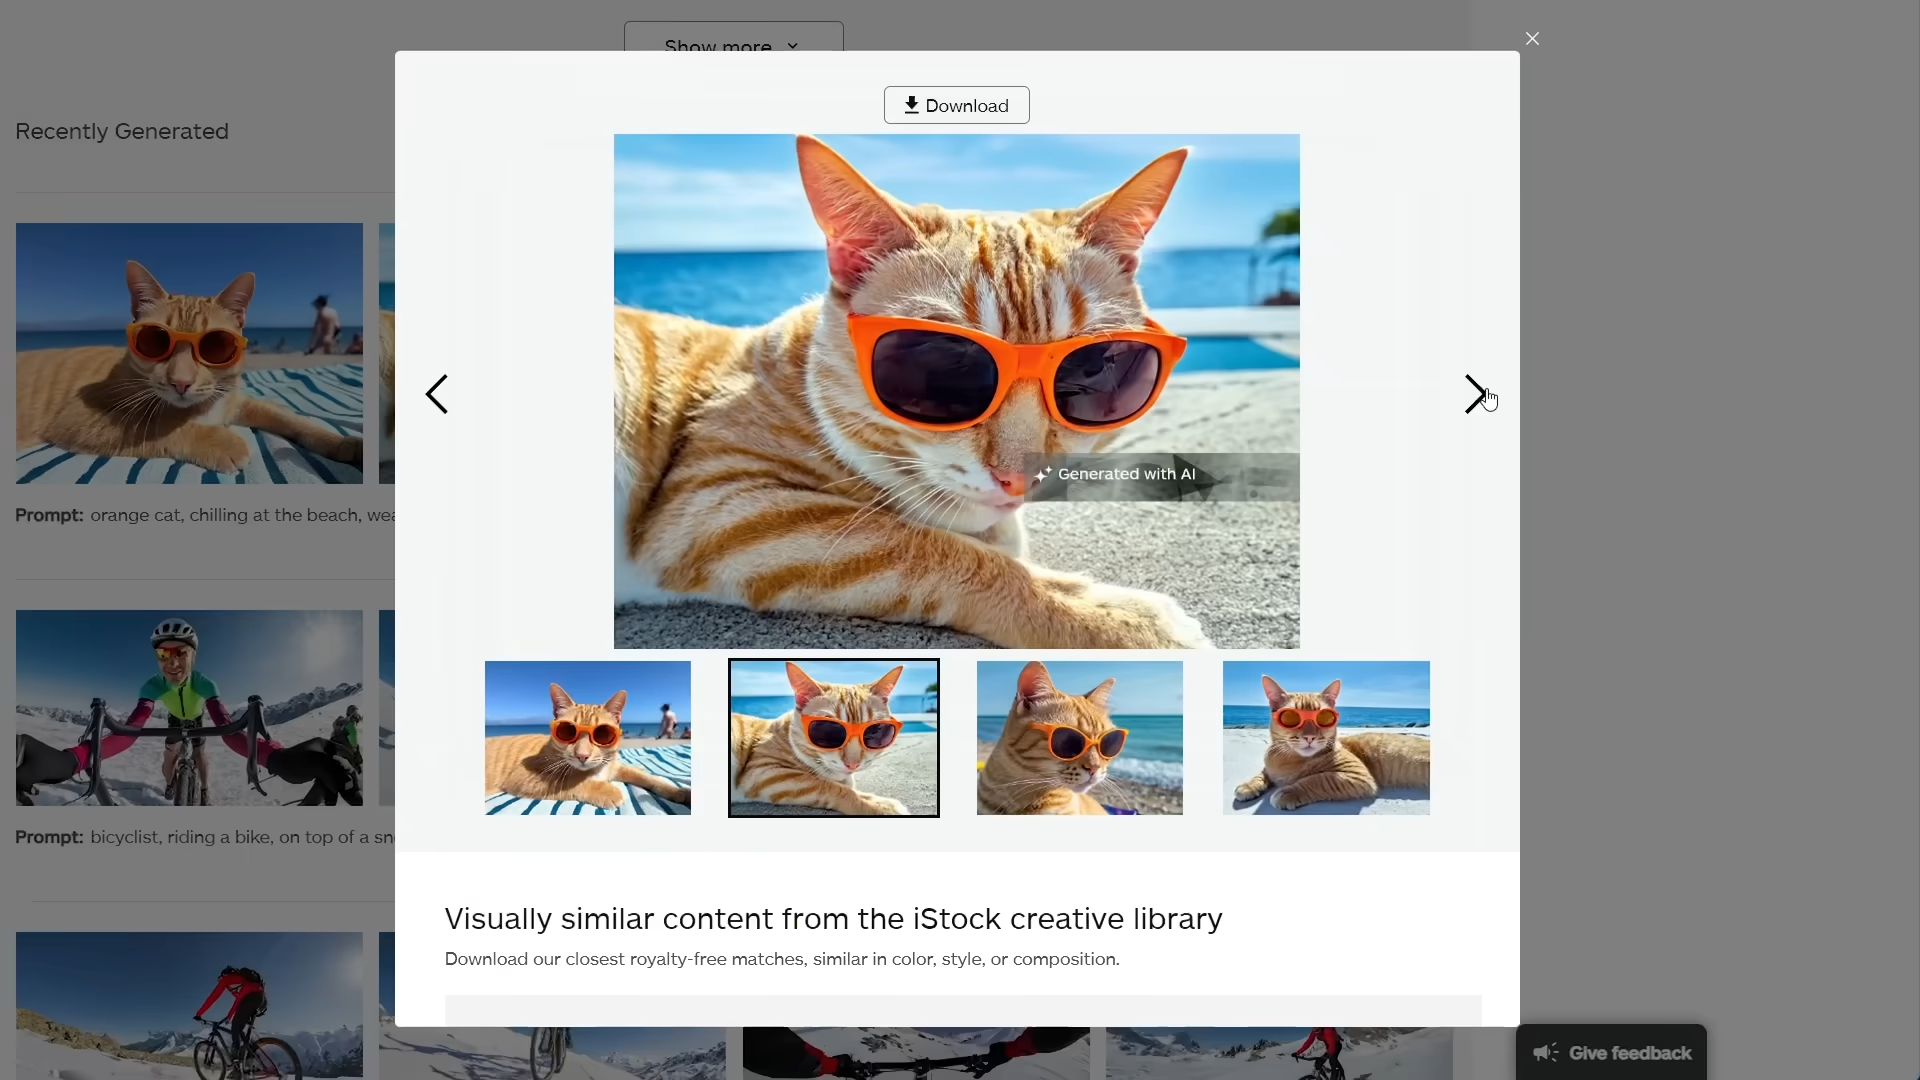 Show more
Download
Recently Generated
Generated with AI
Prompt: orange cat, chilling at the beach, wea
Prompt: bicyclist, riding a bike, on top of a sn
Visually similar content from the iStock creative library
Download our closest royalty-free matches, similar in color, style, or composition.
Give feedback